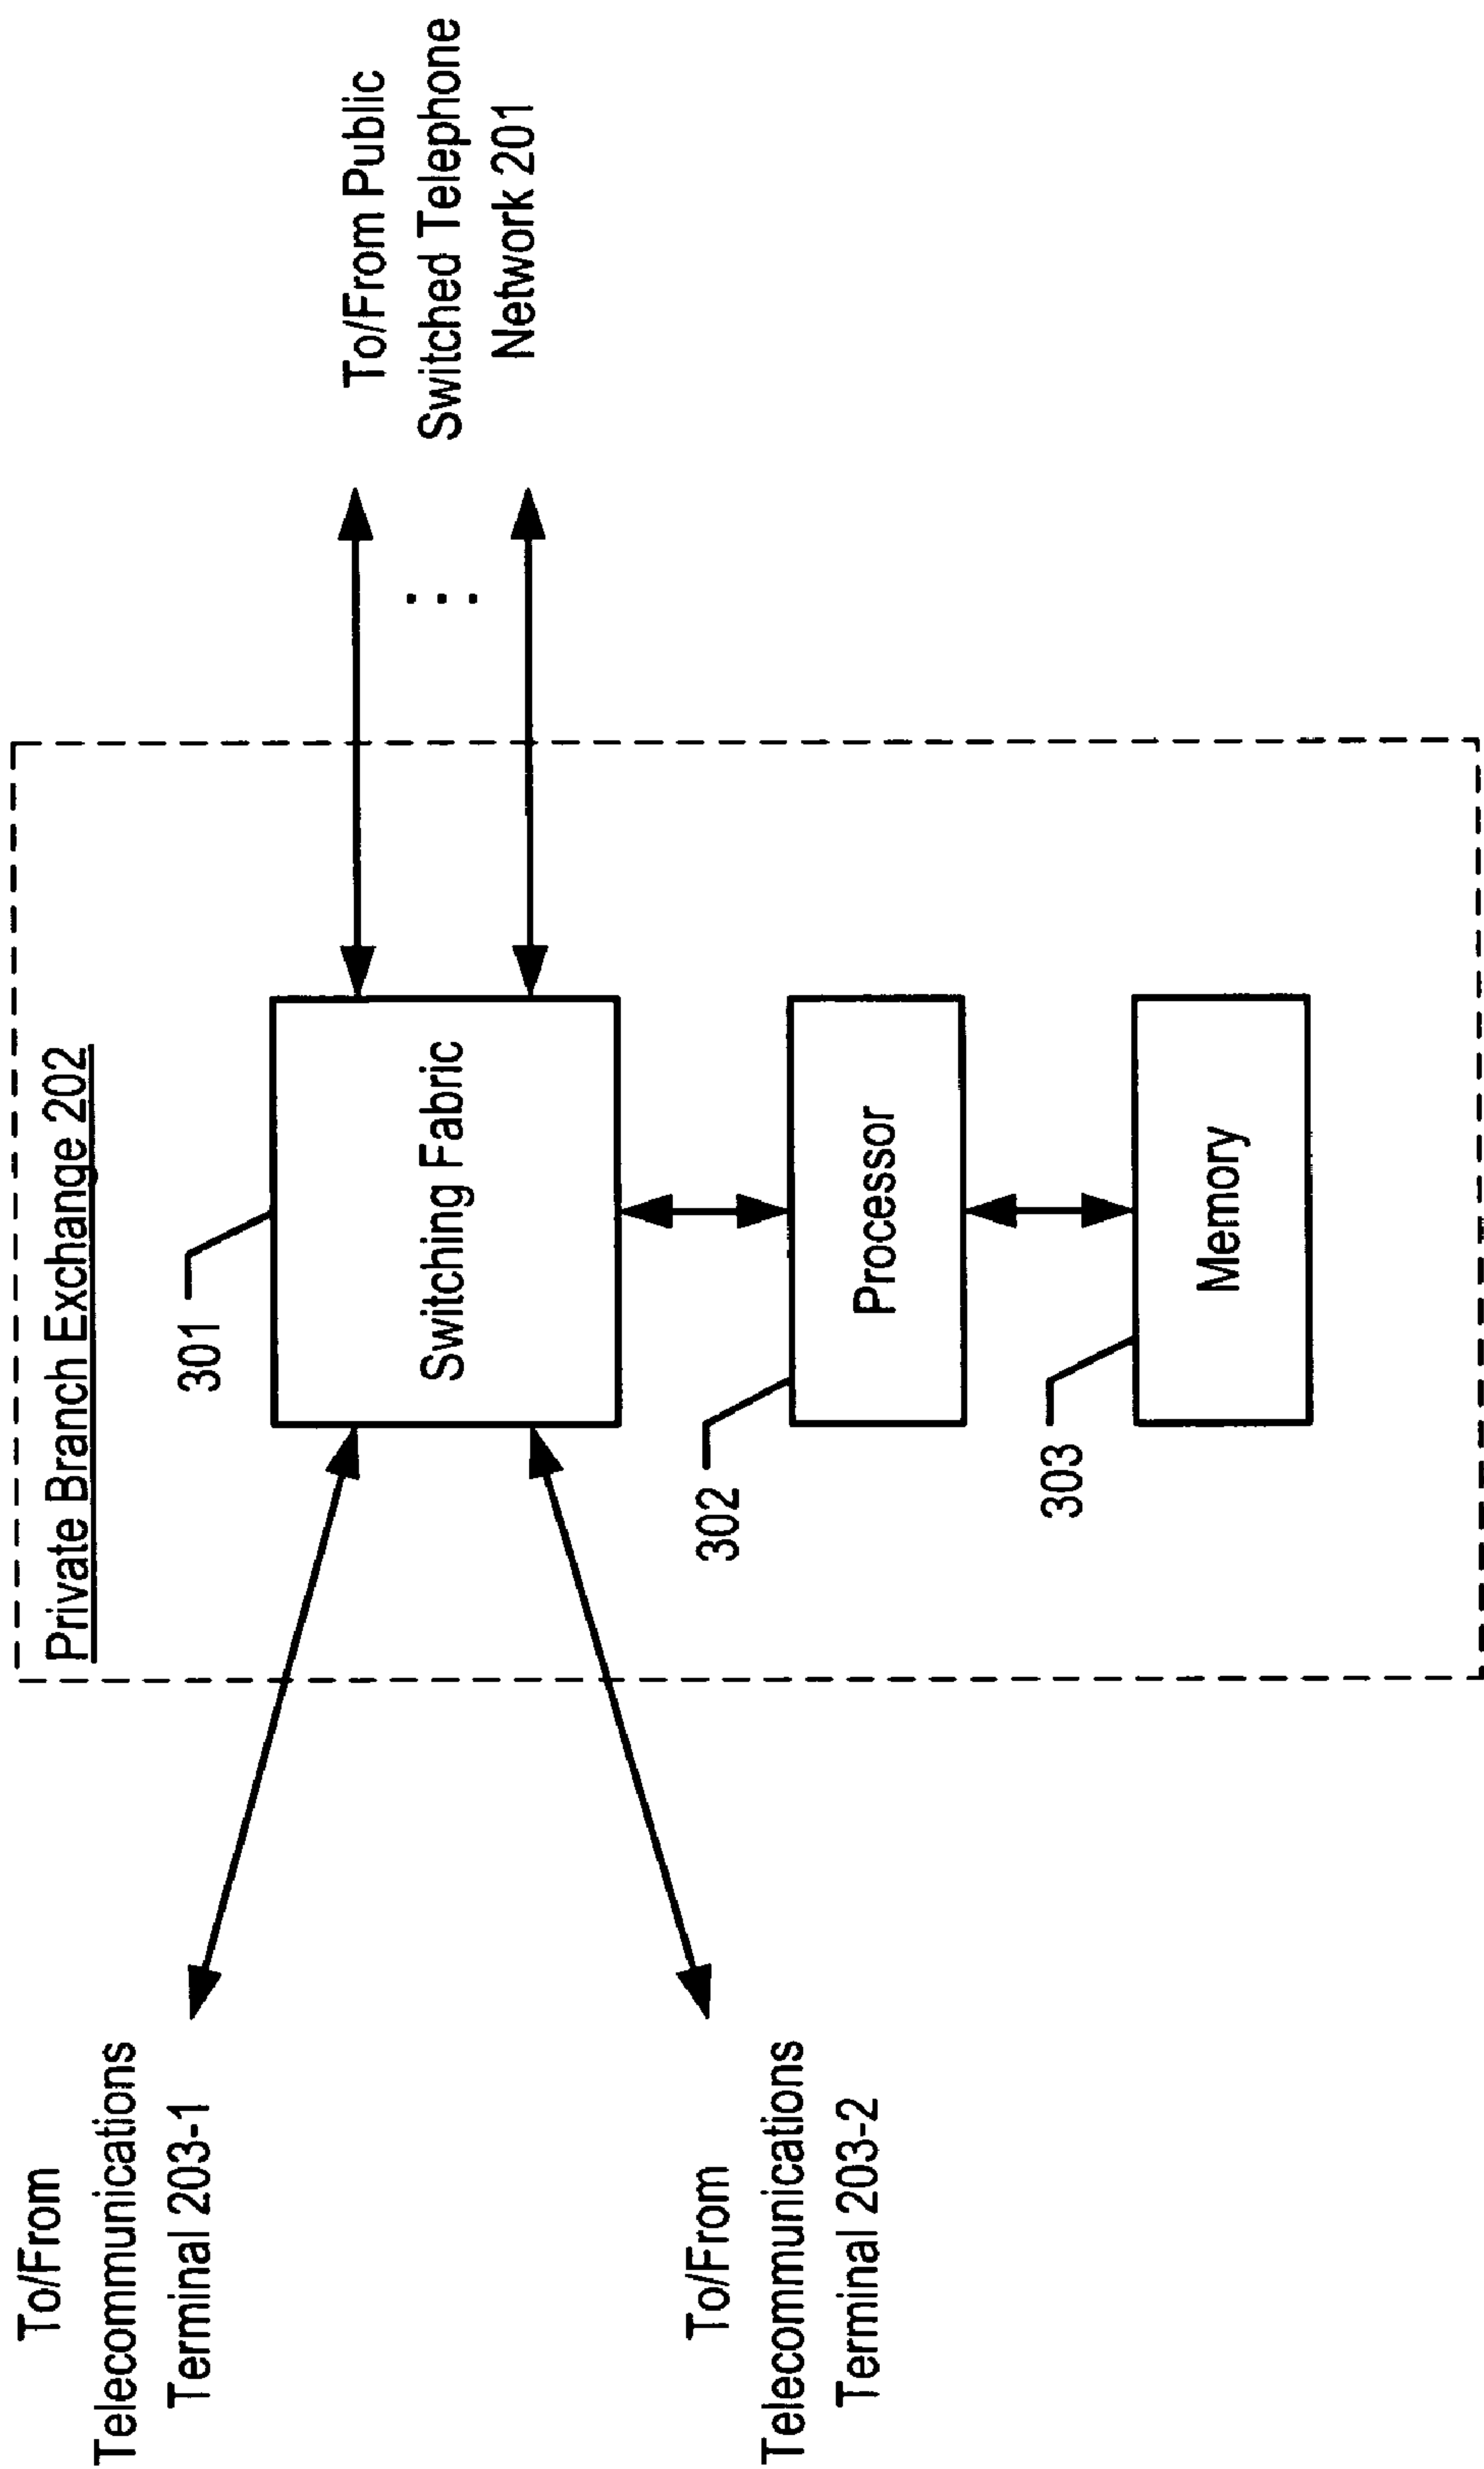 Private Branch Exchange 202
To/From
Telecommunications
Terminal 203-1
301
Switching Fabric
To/From Public
Switched Telephone
Network 201
To/From
Telecommunications
Terminal 203-2
302
Processor
303
Memory